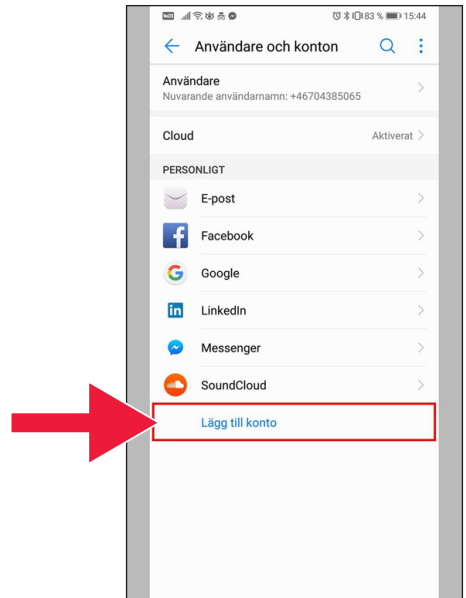 83 % 15:44
Användare och konton
Användare
Nuvarande användarnamn: +46704385065
Cloud Aktiverat
PERSONLIGT
E-post
Facebook
Google
in LinkedIn
Messenger
SoundCloud
Lägg till konto